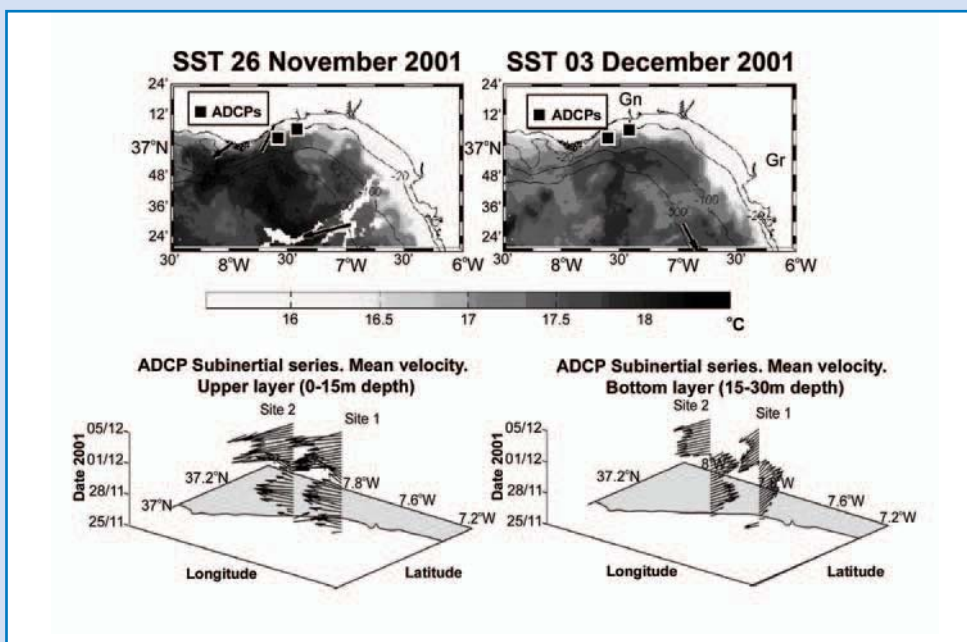 SST 26 November 2001
SST 03 December 2001
24'
12'
37°N
48'
36'
24'
ADCPs
-20
-100
30'
8°W
30'
7°W
30'
6°W
24'
12'
37°N
48'
36'
24'
ADCPs
Gn
Gr
-20
-100
-500
30'
8°W
30'
7°W
30'
6°W
16
16.5
17
17.5
18
°C
ADCP Subinertial series. Mean velocity.
Upper layer (0-15m depth)
Site 2
Site 1
Date 2001
05/12
01/12
28/11
25/11
37.2°N
37°N
7.8°W
7.6°W
7.2°W
Longitude
Latitude
ADCP Subinertial series. Mean velocity.
Bottom layer (15-30m depth)
Site 2
Site 1
Date 2001
05/12
01/12
28/11
25/11
37.2°N
37°N
8°W
7.6°W
7.2°W
Longitude
Latitude